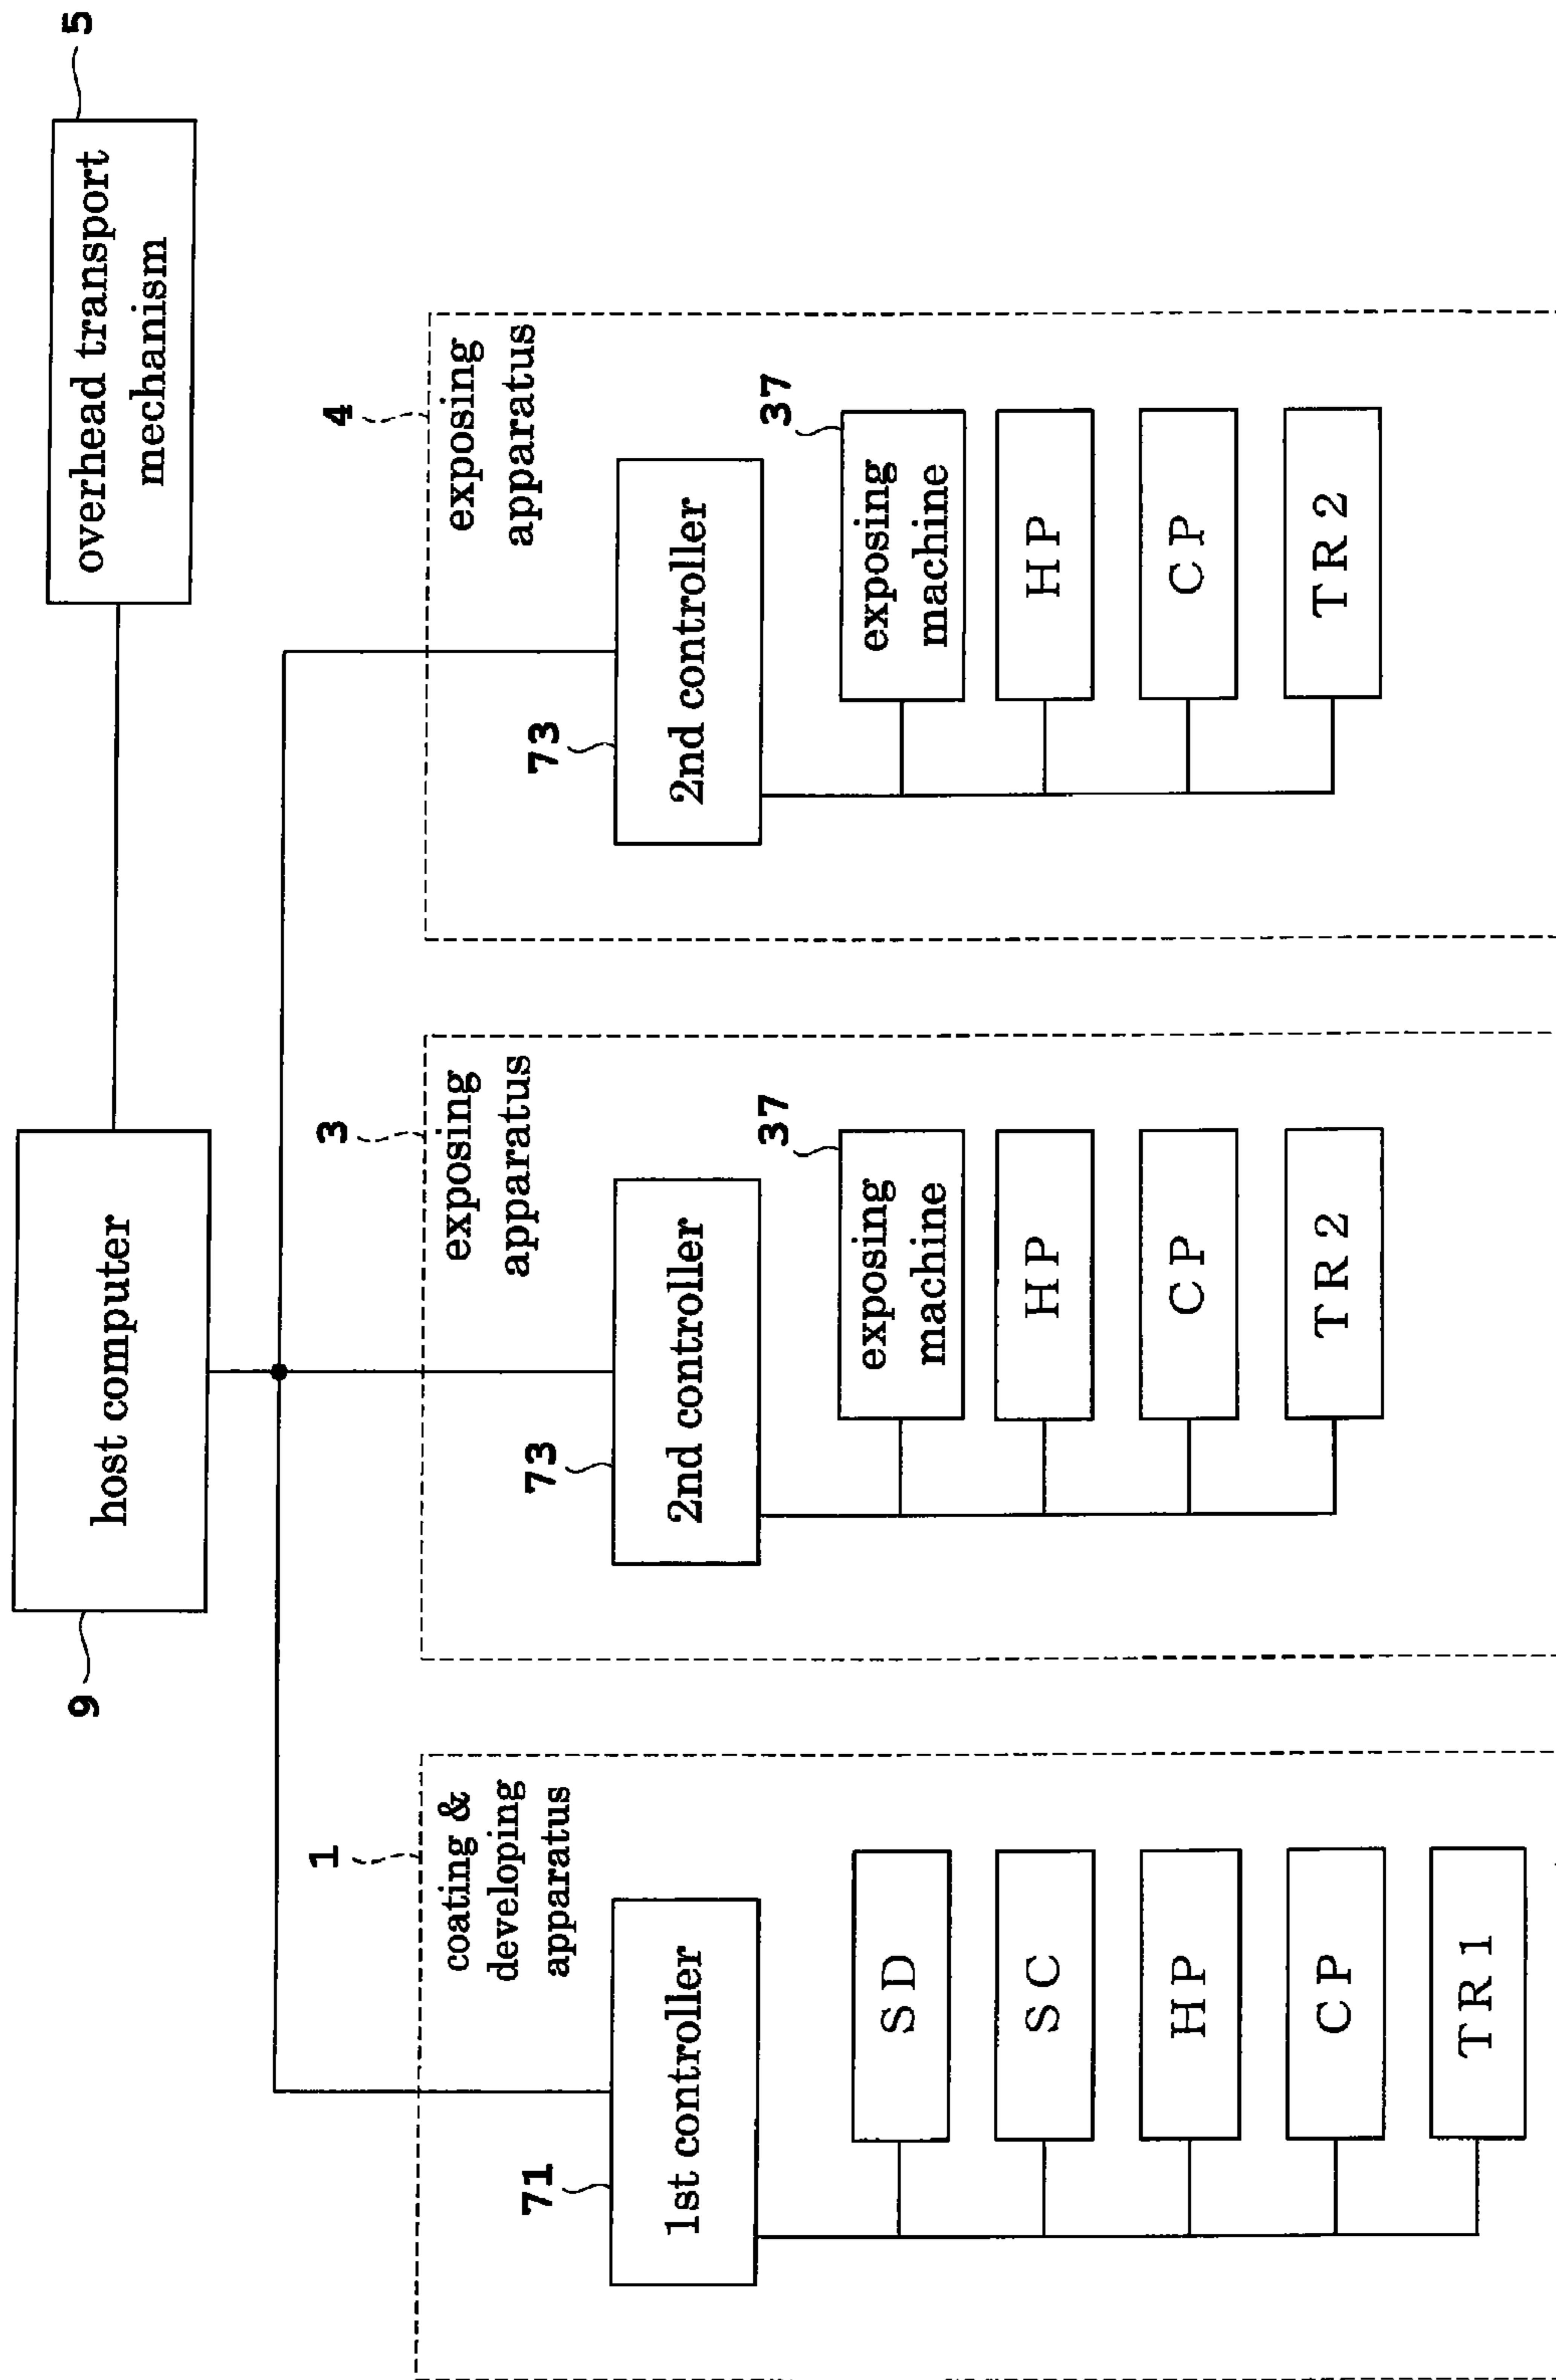 9
host computer
overhead transport
mechanism
5
1
coating &
developing
apparatus
71
1st controller
SD
SC
HP
CP
TR1
3
exposing
apparatus
73
2nd controller
37
exposing
machine
HP
CP
TR2
4
exposing
apparatus
73
2nd controller
37
exposing
machine
HP
CP
TR2